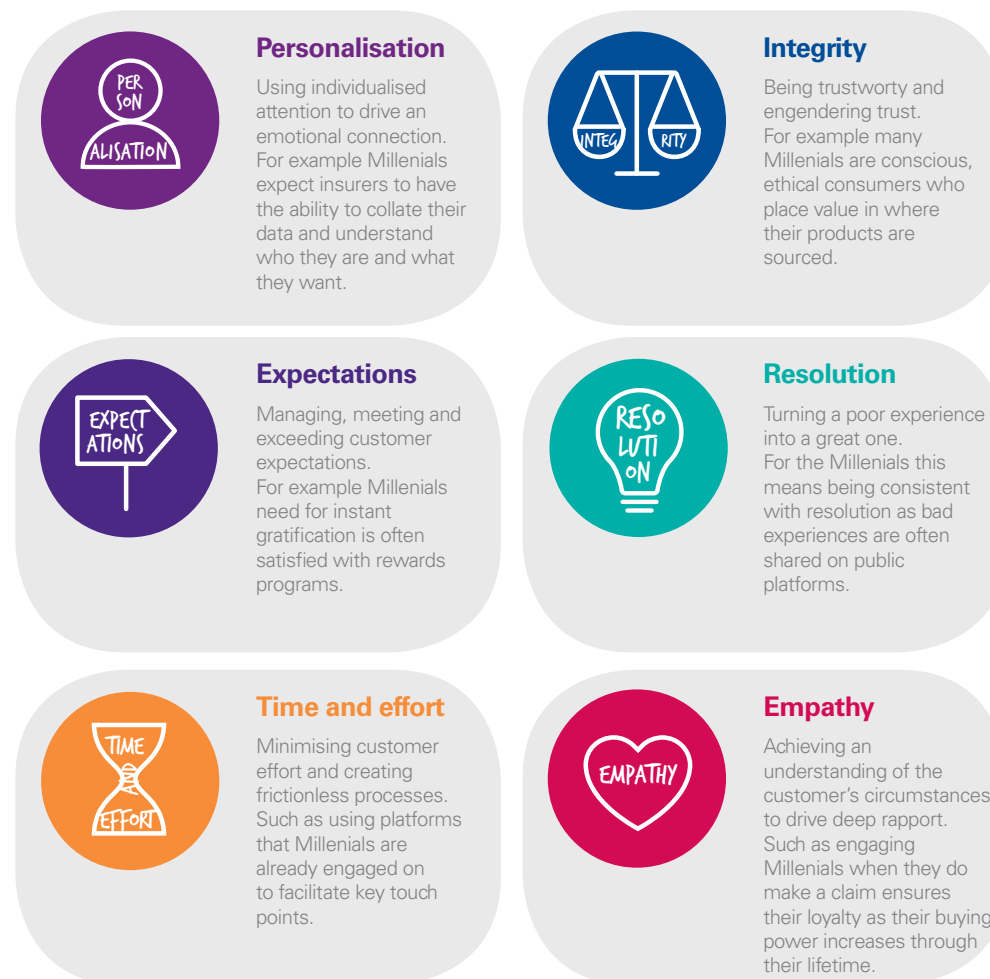 PER
SON
ALISATION
Personalisation
Using individualised
attention to drive an
emotional connection.
For example Millenials
expect insurers to have
the ability to collate their
data and understand
who they are and what
they want.
INTEG
RITY
Integrity
Being trustworty and
engendering trust.
For example many
Millenials are conscious,
ethical consumers who
place value in where
their products are
sourced.
EXPECT
ATIONS
Expectations
Managing, meeting and
exceeding customer
expectations.
For example Millenials
need for instant
gratification is often
satisfied with rewards
programs.
RESO
LUTI
ON
Resolution
Turning a poor experience
into a great one.
For the Millenials this
means being consistent
with resolution as bad
experiences are often
shared on public
platforms.
TIME
AND
EFFORT
Time and effort
Minimising customer
effort and creating
frictionless processes.
Such as using platforms
that Millenials are
already engaged on
to facilitate key touch
points.
EMPATHY
Empathy
Achieving an
understanding of the
customer's circumstances
to drive deep rapport.
Such as engaging
Millenials when they do
make a claim ensures
their loyalty as their buying
power increases through
their lifetime.